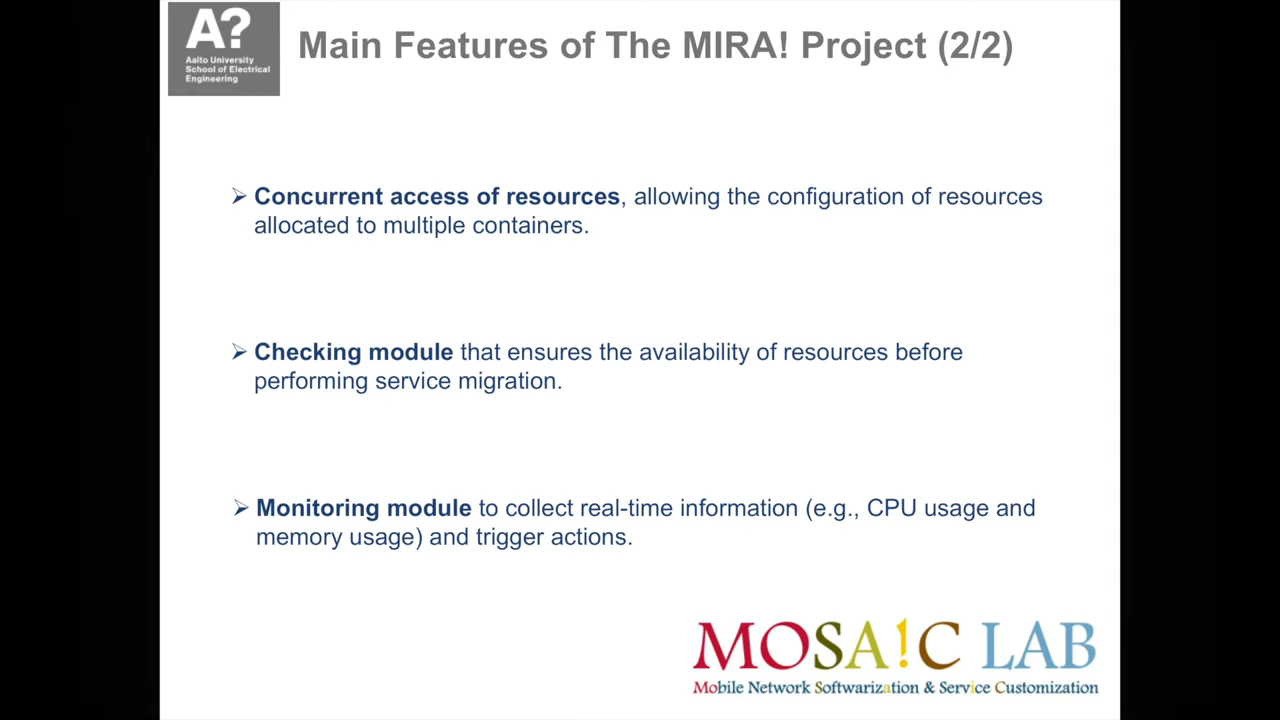 A?
Aalto University
School of Electrical
Engineering
Main Features of The MIRA! Project (2/2)
➢ Concurrent access of resources, allowing the configuration of resources
allocated to multiple containers.
➢ Checking module that ensures the availability of resources before
performing service migration.
➢ Monitoring module to collect real-time information (e.g., CPU usage and
memory usage) and trigger actions.
MOSA!C LAB
Mobile Network Softwarization & Service Customization